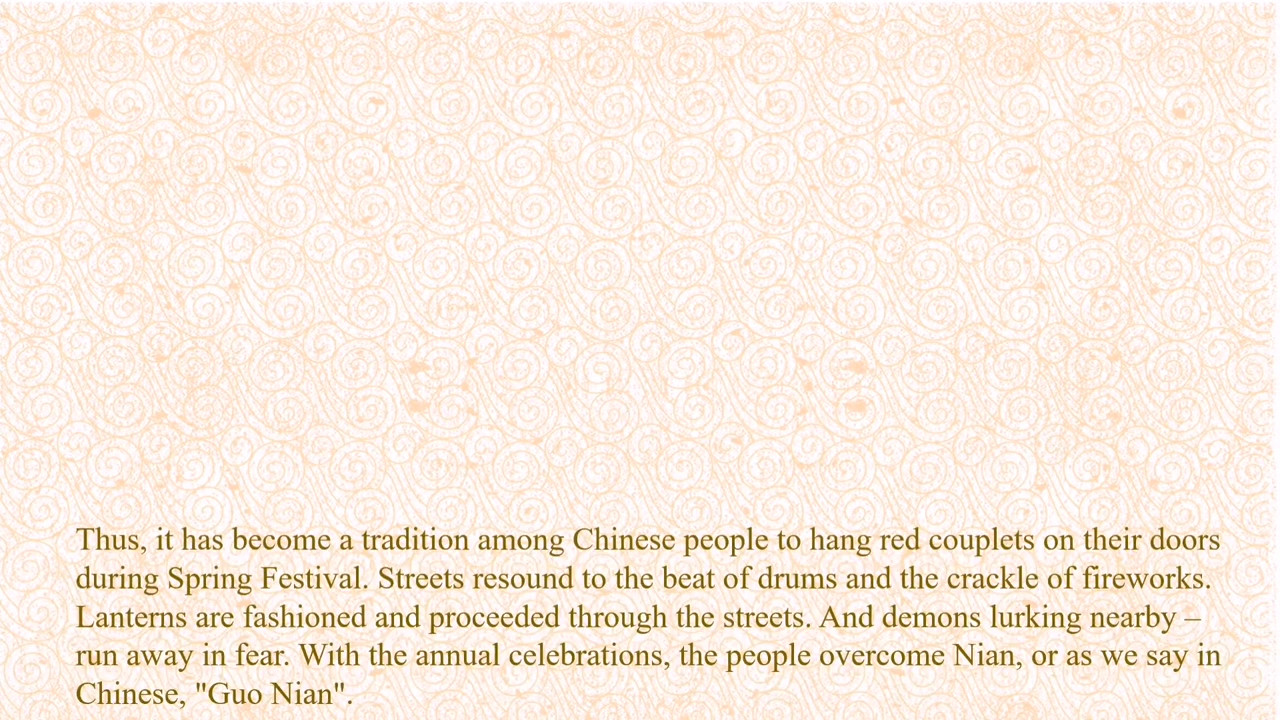 Thus, it has become a tradition among Chinese people to hang red couplets on their doors
during Spring Festival. Streets resound to the beat of drums and the crackle of fireworks.
Lanterns are fashioned and proceeded through the streets. And demons lurking nearby –
run away in fear. With the annual celebrations, the people overcome Nian, or as we say in
Chinese, "Guo Nian".